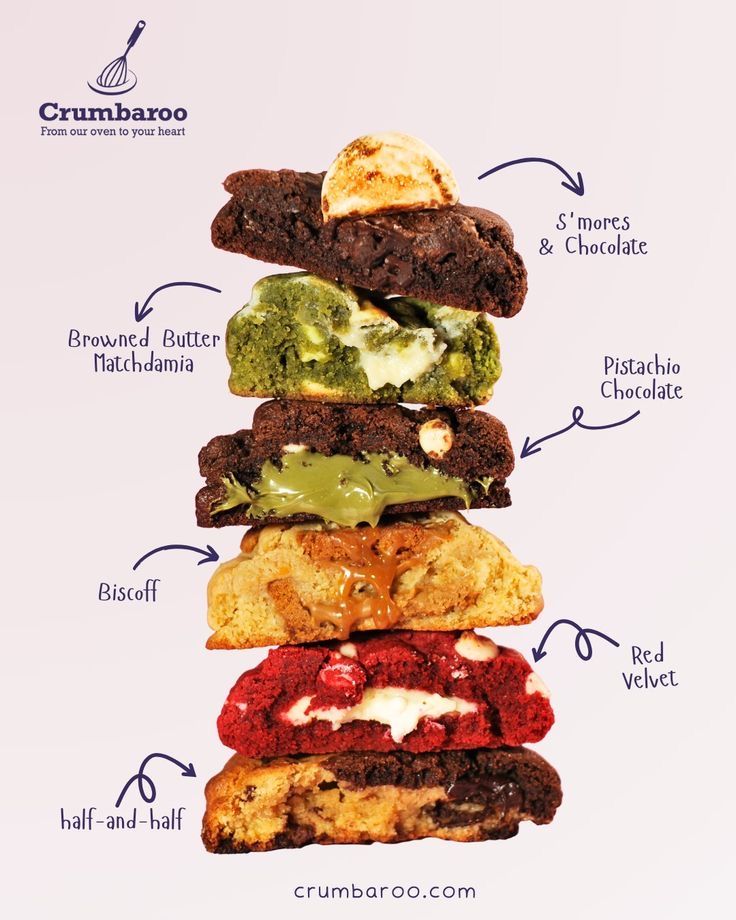 Crumbaroo
From our oven to your heart
S'mores
& Chocolate
Browned Butter
Matchdamia
Pistachio
Chocolate
Biscoff
Red
Velvet
half-and-half
crumbaroo.com